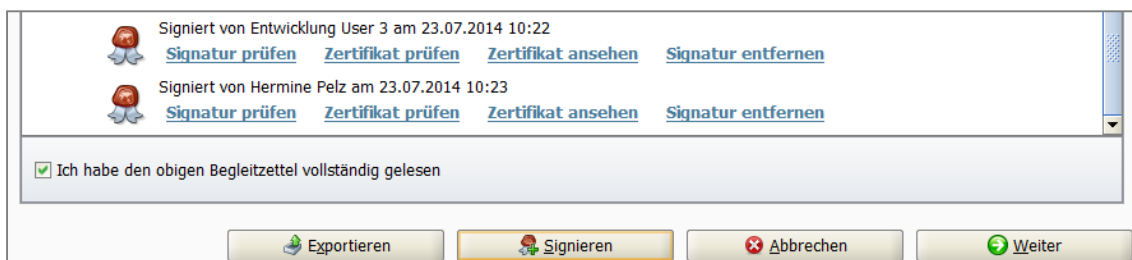 Signiert von Entwicklung User 3 am 23.07.2014 10:22
Signatur prüfen Zertifikat prüfen Zertifikat ansehen Signatur entfernen
Signiert von Hermine Pelz am 23.07.2014 10:23
Signatur prüfen Zertifikat prüfen Zertifikat ansehen Signatur entfernen
Ich habe den obigen Begleitzettel vollständig gelesen
Exportieren Signieren Abbrechen Weiter